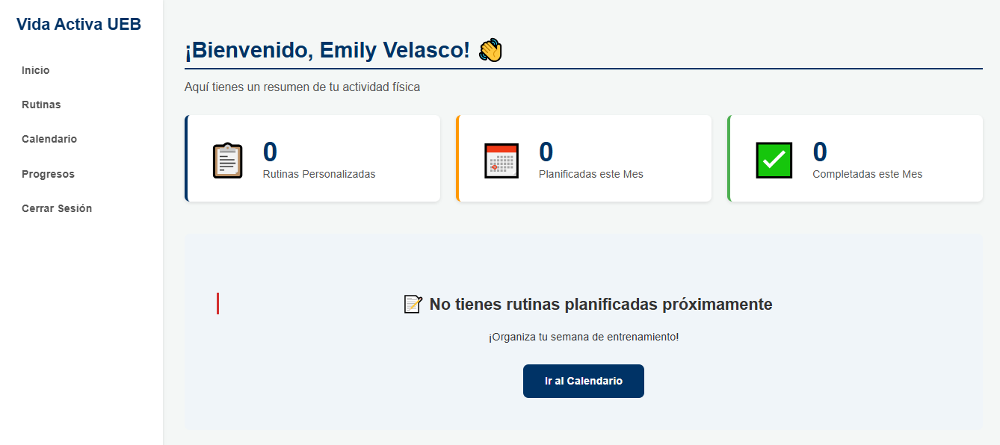 Vida Activa UEB
Inicio
Rutinas
Calendario
Progresos
Cerrar Sesión
¡Bienvenido, Emily Velasco! 👋
Aquí tienes un resumen de tu actividad física
0
Rutinas Personalizadas
0
Planificadas este Mes
0
Completadas este Mes
📝 No tienes rutinas planificadas próximamente
¡Organiza tu semana de entrenamiento!
Ir al Calendario